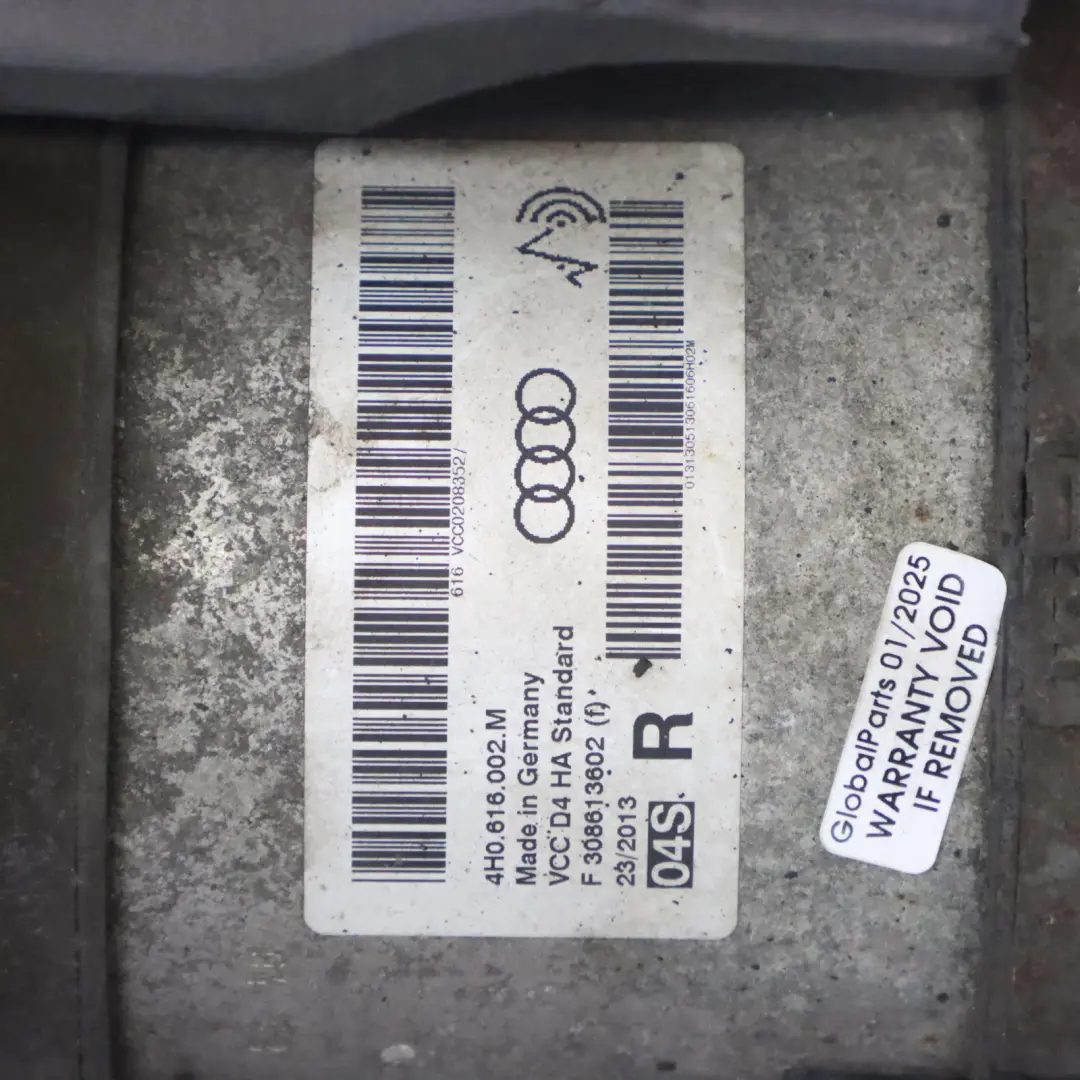 616 VCC0208352/
4H0.616.002.M
Made in Germany
VCC D4 HA Standard
F 308613602 (f)
23/2013
04S R
013130513061606H02M
GlobalParts 01/2025
WARRANTY VOID
IF REMOVED